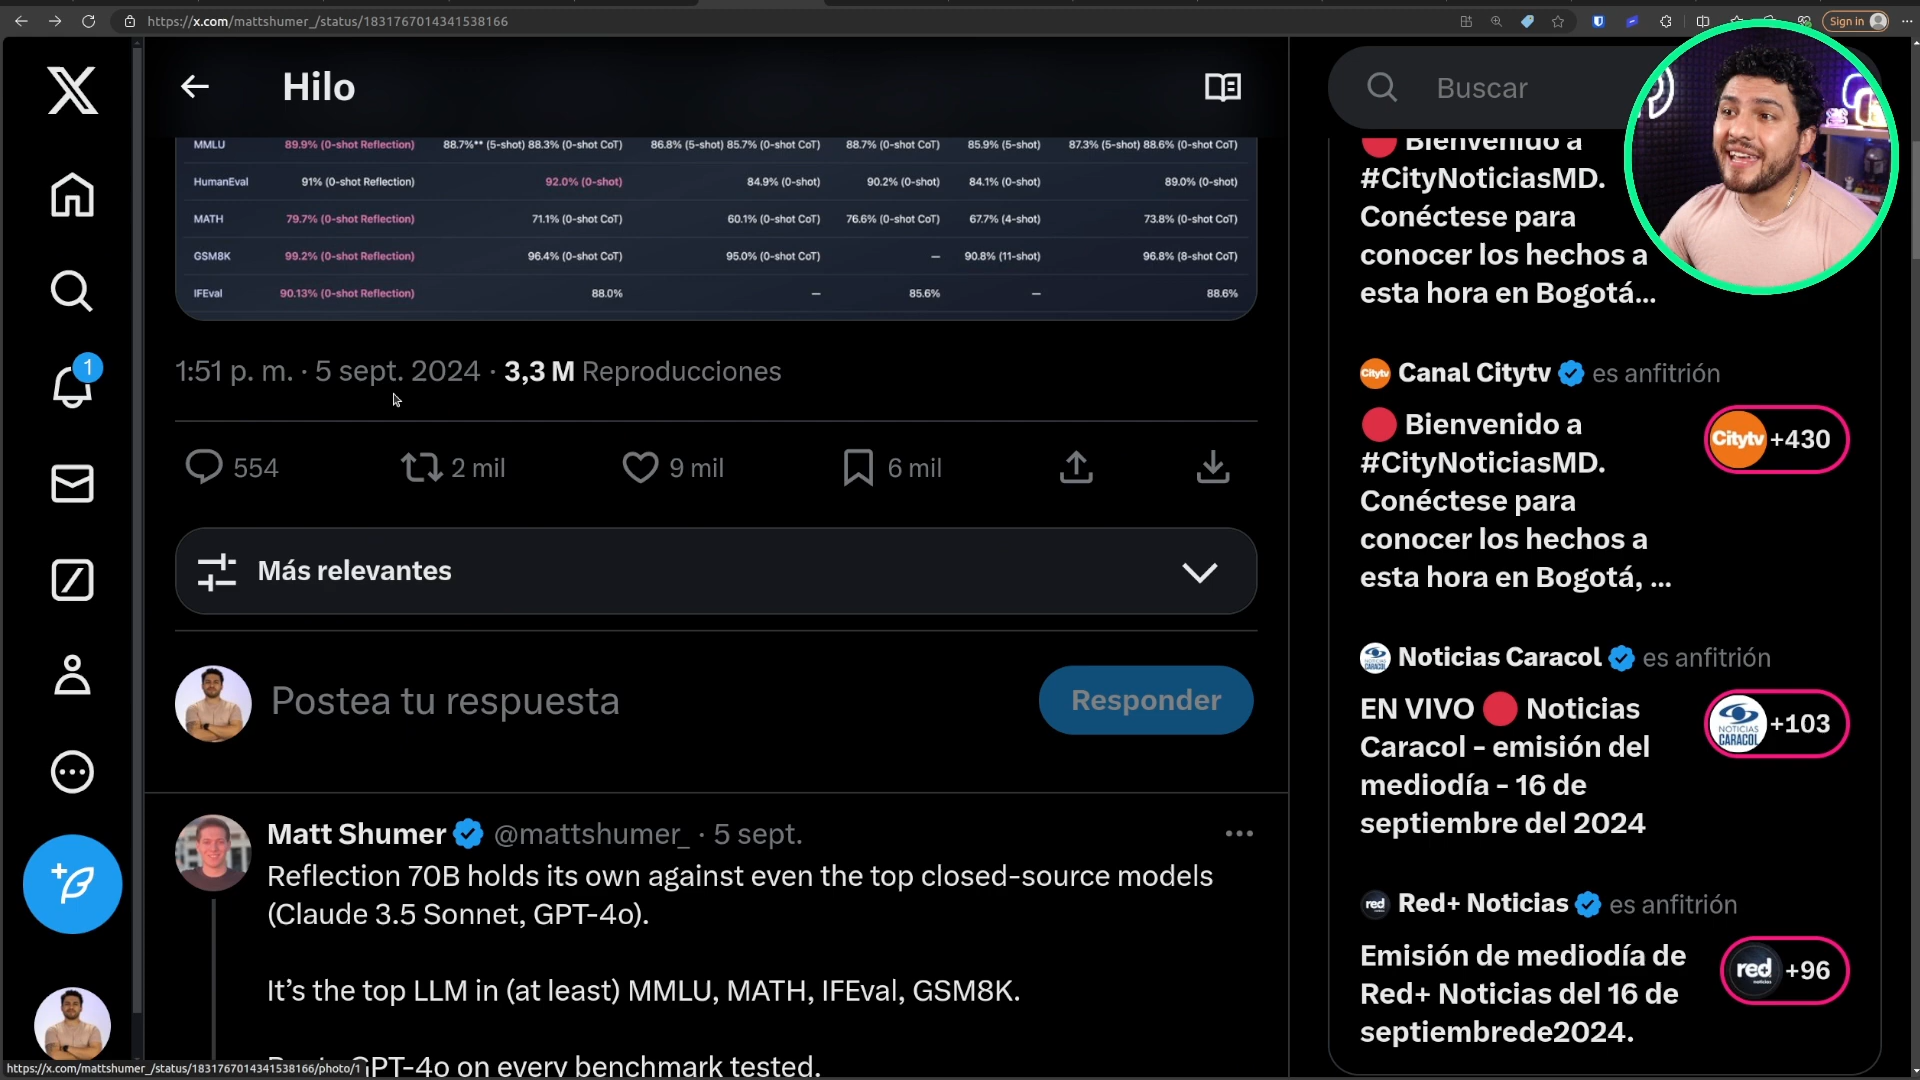 https://x.com/mattshumer_/status/1831767014341538166
Sign in
Hilo
Buscar
MMLU 89.9% (0-shot Reflection) 88.7%** (5-shot) 88.3% (0-shot CoT) 86.8% (5-shot) 85.7% (0-shot CoT) 88.7% (0-shot CoT) 85.9% (5-shot) 87.3% (5-shot) 88.6% (0-shot CoT)
HumanEval 91% (0-shot Reflection) 92.0% (0-shot) 84.9% (0-shot) 90.2% (0-shot) 84.1% (0-shot) 89.0% (0-shot)
MATH 79.7% (0-shot Reflection) 71.1% (0-shot CoT) 60.1% (0-shot CoT) 76.6% (0-shot CoT) 67.7% (4-shot) 73.8% (0-shot CoT)
GSM8K 99.2% (0-shot Reflection) 96.4% (0-shot CoT) 95.0% (0-shot CoT) — 90.8% (11-shot) 96.8% (8-shot CoT)
IFEval 90.13% (0-shot Reflection) 88.0% — 85.6% — 88.6%
1:51 p. m. · 5 sept. 2024 · 3,3 M Reproducciones
554 2 mil 9 mil 6 mil
Más relevantes
Postea tu respuesta
Responder
Matt Shumer @mattshumer_ · 5 sept.
Reflection 70B holds its own against even the top closed-source models
(Claude 3.5 Sonnet, GPT-4o).
It's the top LLM in (at least) MMLU, MATH, IFEval, GSM8K.
GPT-4o on every benchmark tested.
1
Bienvenido a
#CityNoticiasMD.
Conéctese para
conocer los hechos a
esta hora en Bogotá...
Canal Citytv es anfitrión
Bienvenido a
#CityNoticiasMD.
Conéctese para
conocer los hechos a
esta hora en Bogotá, ...
Citytv +430
Noticias Caracol es anfitrión
EN VIVO Noticias
Caracol - emisión del
mediodía - 16 de
septiembre del 2024
NOTICIAS
CARACOL +103
Red+ Noticias es anfitrión
Emisión de mediodía de
Red+ Noticias del 16 de
septiembrede2024.
red +96
https://x.com/mattshumer_/status/1831767014341538166/photo/1